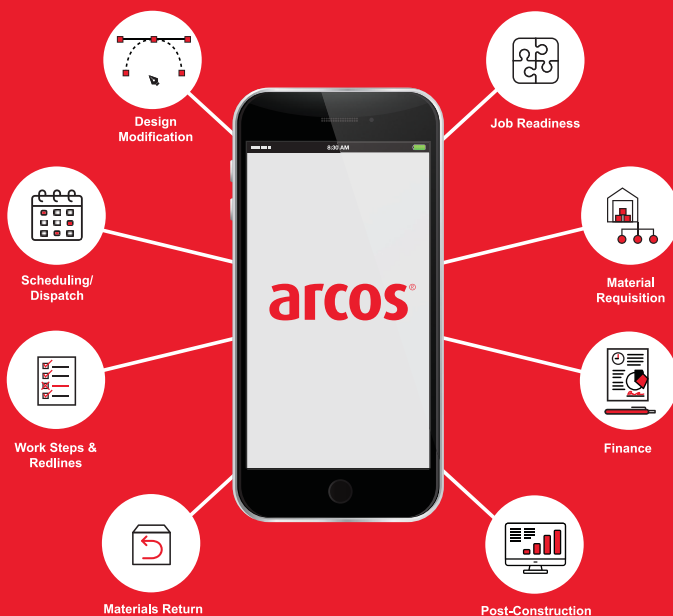 Design
Modification
Job Readiness
8:30 AM
Scheduling/
Dispatch
arcos®
Material
Requisition
Work Steps &
Redlines
Finance
Materials Return
Post-Construction